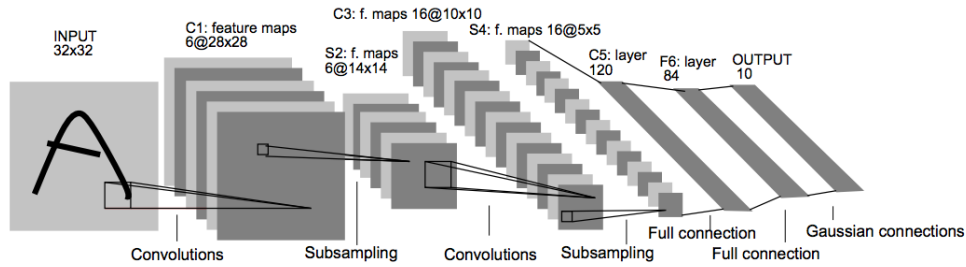 INPUT
32x32
C1: feature maps
6@28x28
S2: f. maps
6@14x14
C3: f. maps 16@10x10
S4: f. maps 16@5x5
C5: layer
120
F6: layer
84
OUTPUT
10
Convolutions
Subsampling
Convolutions
Subsampling
Full connection
Full connection
Gaussian connections